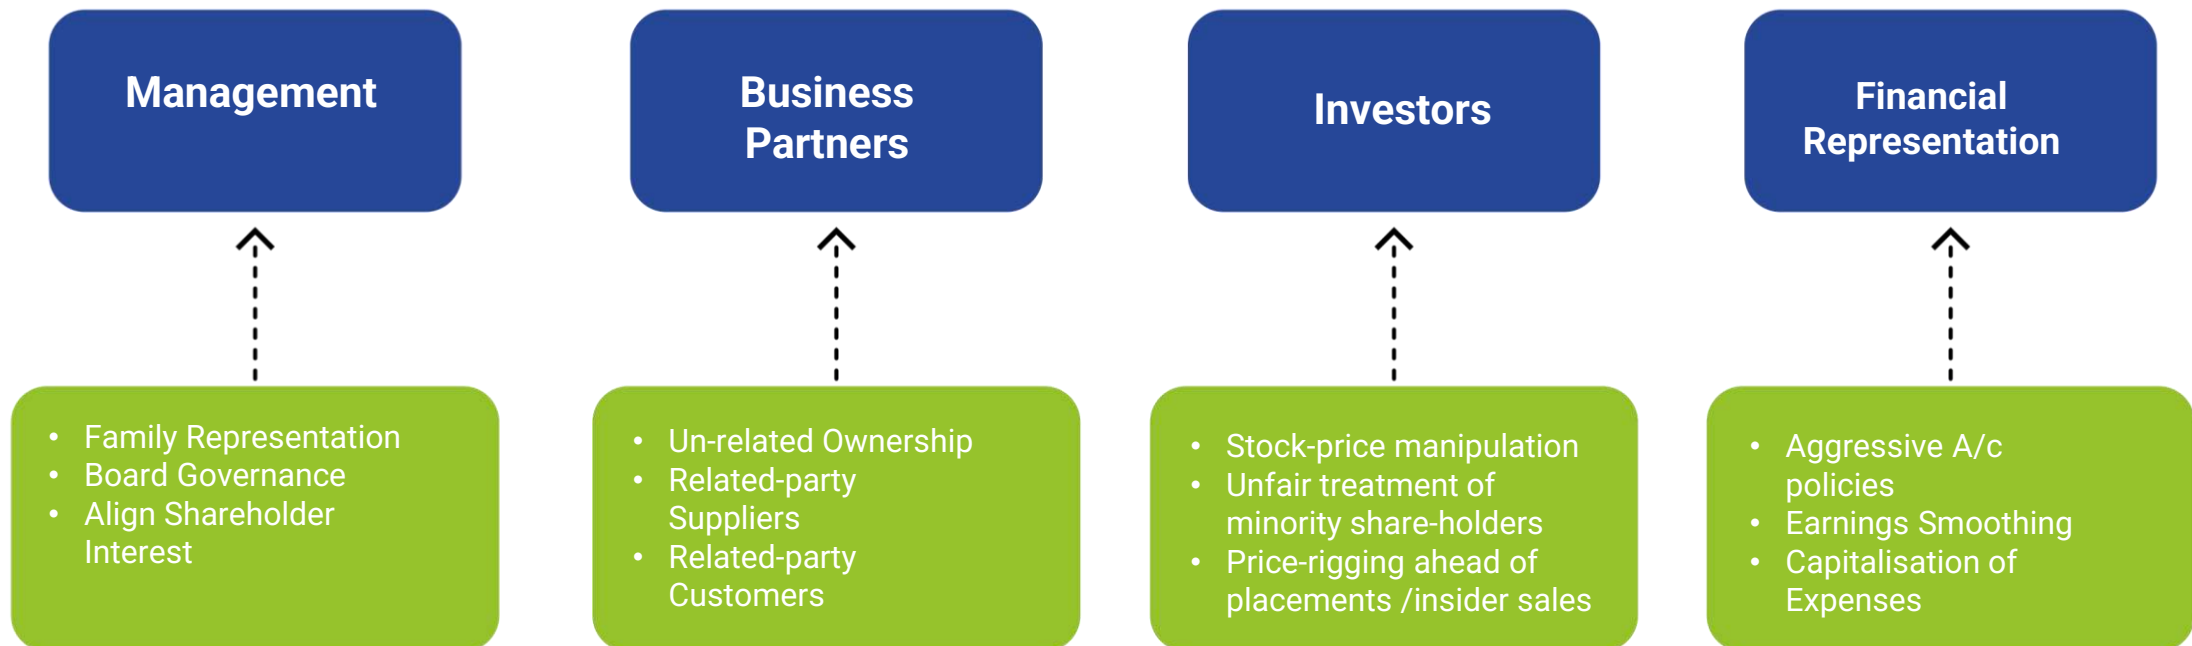 Management
Business
Partners
Investors
Financial
Representation
• Family Representation
• Board Governance
• Align Shareholder
Interest
• Un-related Ownership
• Related-party
Suppliers
• Related-party
Customers
• Stock-price manipulation
• Unfair treatment of
minority share-holders
• Price-rigging ahead of
placements /insider sales
• Aggressive A/c
policies
• Earnings Smoothing
• Capitalisation of
Expenses